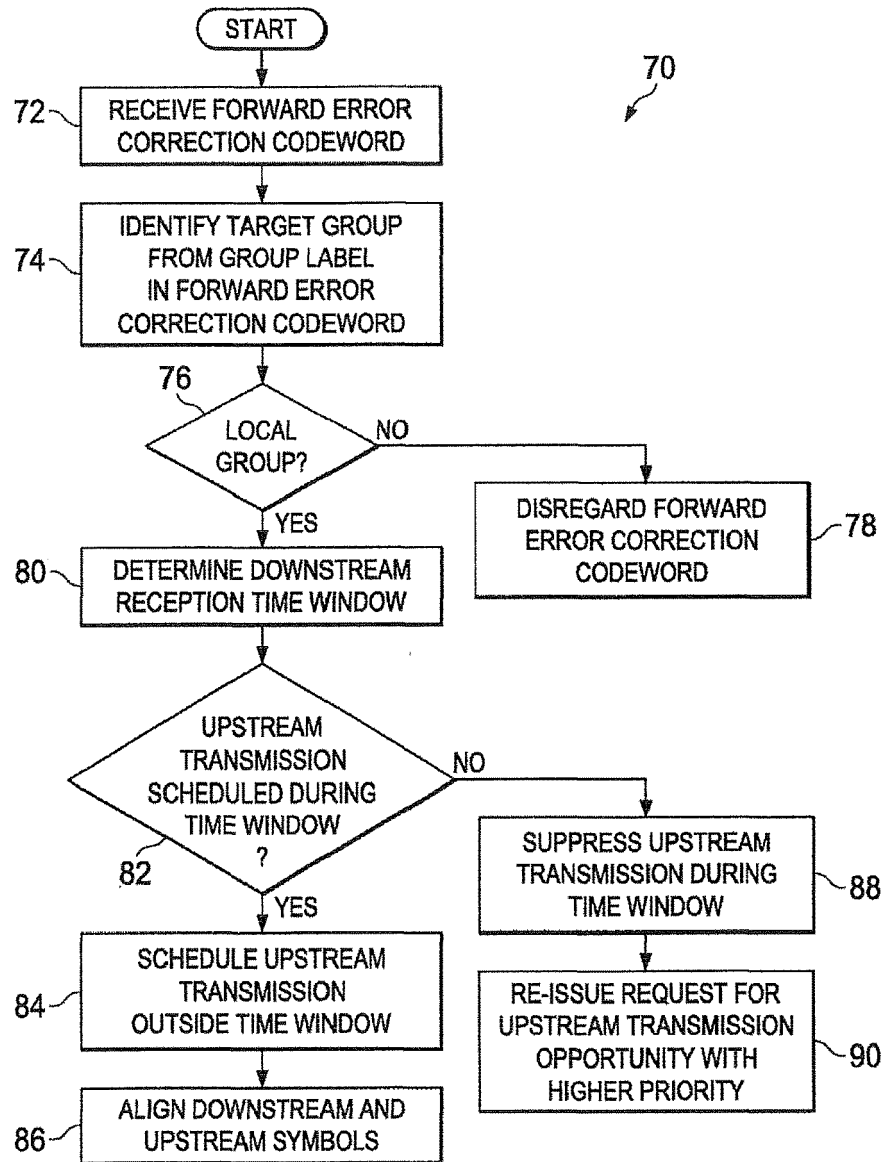 START
70
72
RECEIVE FORWARD ERROR
CORRECTION CODEWORD
74
IDENTIFY TARGET GROUP
FROM GROUP LABEL
IN FORWARD ERROR
CORRECTION CODEWORD
76
LOCAL
GROUP?
NO
YES
DISREGARD FORWARD
ERROR CORRECTION
CODEWORD
78
80
DETERMINE DOWNSTREAM
RECEPTION TIME WINDOW
UPSTREAM
TRANSMISSION
SCHEDULED DURING
TIME WINDOW
?
82
NO
YES
SUPPRESS UPSTREAM
TRANSMISSION DURING
TIME WINDOW
88
84
SCHEDULE UPSTREAM
TRANSMISSION
OUTSIDE TIME WINDOW
RE-ISSUE REQUEST FOR
UPSTREAM TRANSMISSION
OPPORTUNITY WITH
HIGHER PRIORITY
90
86
ALIGN DOWNSTREAM AND
UPSTREAM SYMBOLS